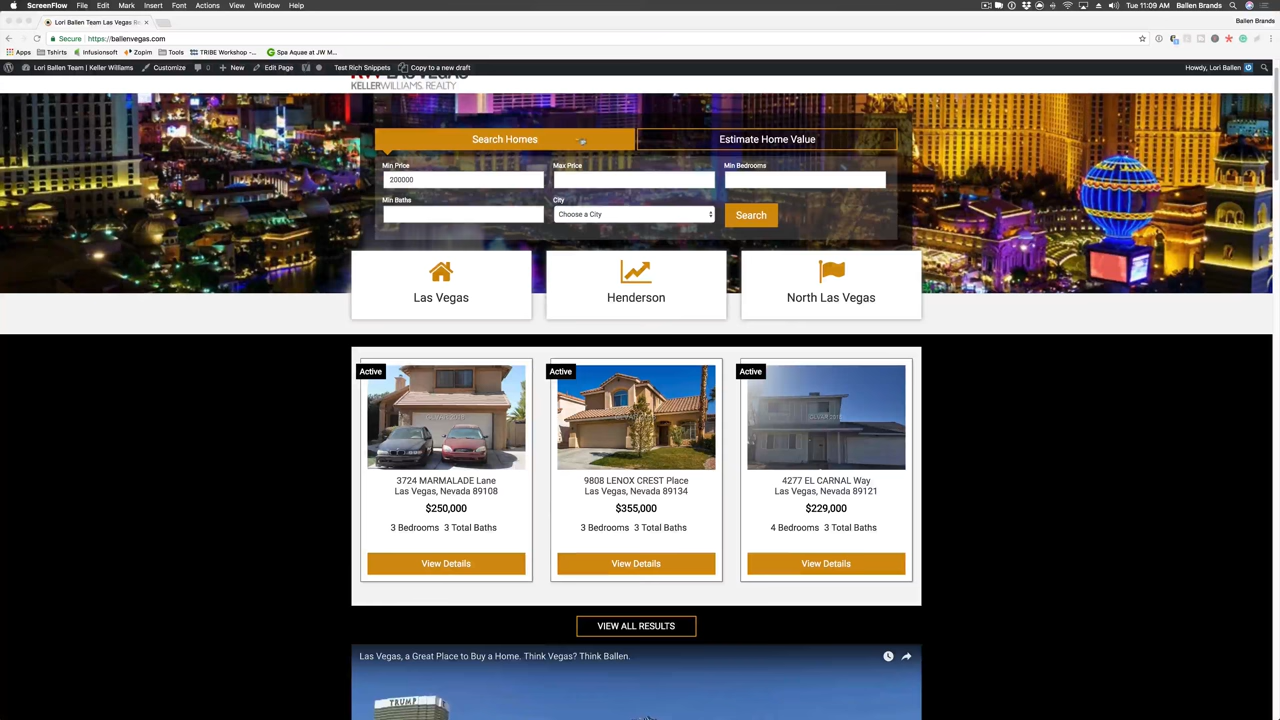 ScreenFlow File Edit Mark Insert Font Actions View Window Help
Tue 11:09 AM Ballen Brands
Lori Ballen Team Las Vegas Re
Ballen Brands
Secure https://ballenvegas.com
Apps Tshirts Infusionsoft Zopim Tools TRIBE Workshop -... Spa Aquae at JW M...
Lori Ballen Team | Keller Williams Customize 0 New Edit Page Test Rich Snippets Copy to a new draft Howdy, Lori Ballen
KELLERWILLIAMS. REALTY
Search Homes Estimate Home Value
Min Price Max Price Min Bedrooms
200000
Min Baths City
Choose a City Search
Las Vegas Henderson North Las Vegas
Active Active Active
3724 MARMALADE Lane
Las Vegas, Nevada 89108
$250,000
3 Bedrooms 3 Total Baths
View Details
9808 LENOX CREST Place
Las Vegas, Nevada 89134
$355,000
3 Bedrooms 3 Total Baths
View Details
4277 EL CARNAL Way
Las Vegas, Nevada 89121
$229,000
4 Bedrooms 3 Total Baths
View Details
VIEW ALL RESULTS
Las Vegas, a Great Place to Buy a Home. Think Vegas? Think Ballen.
TRUMP